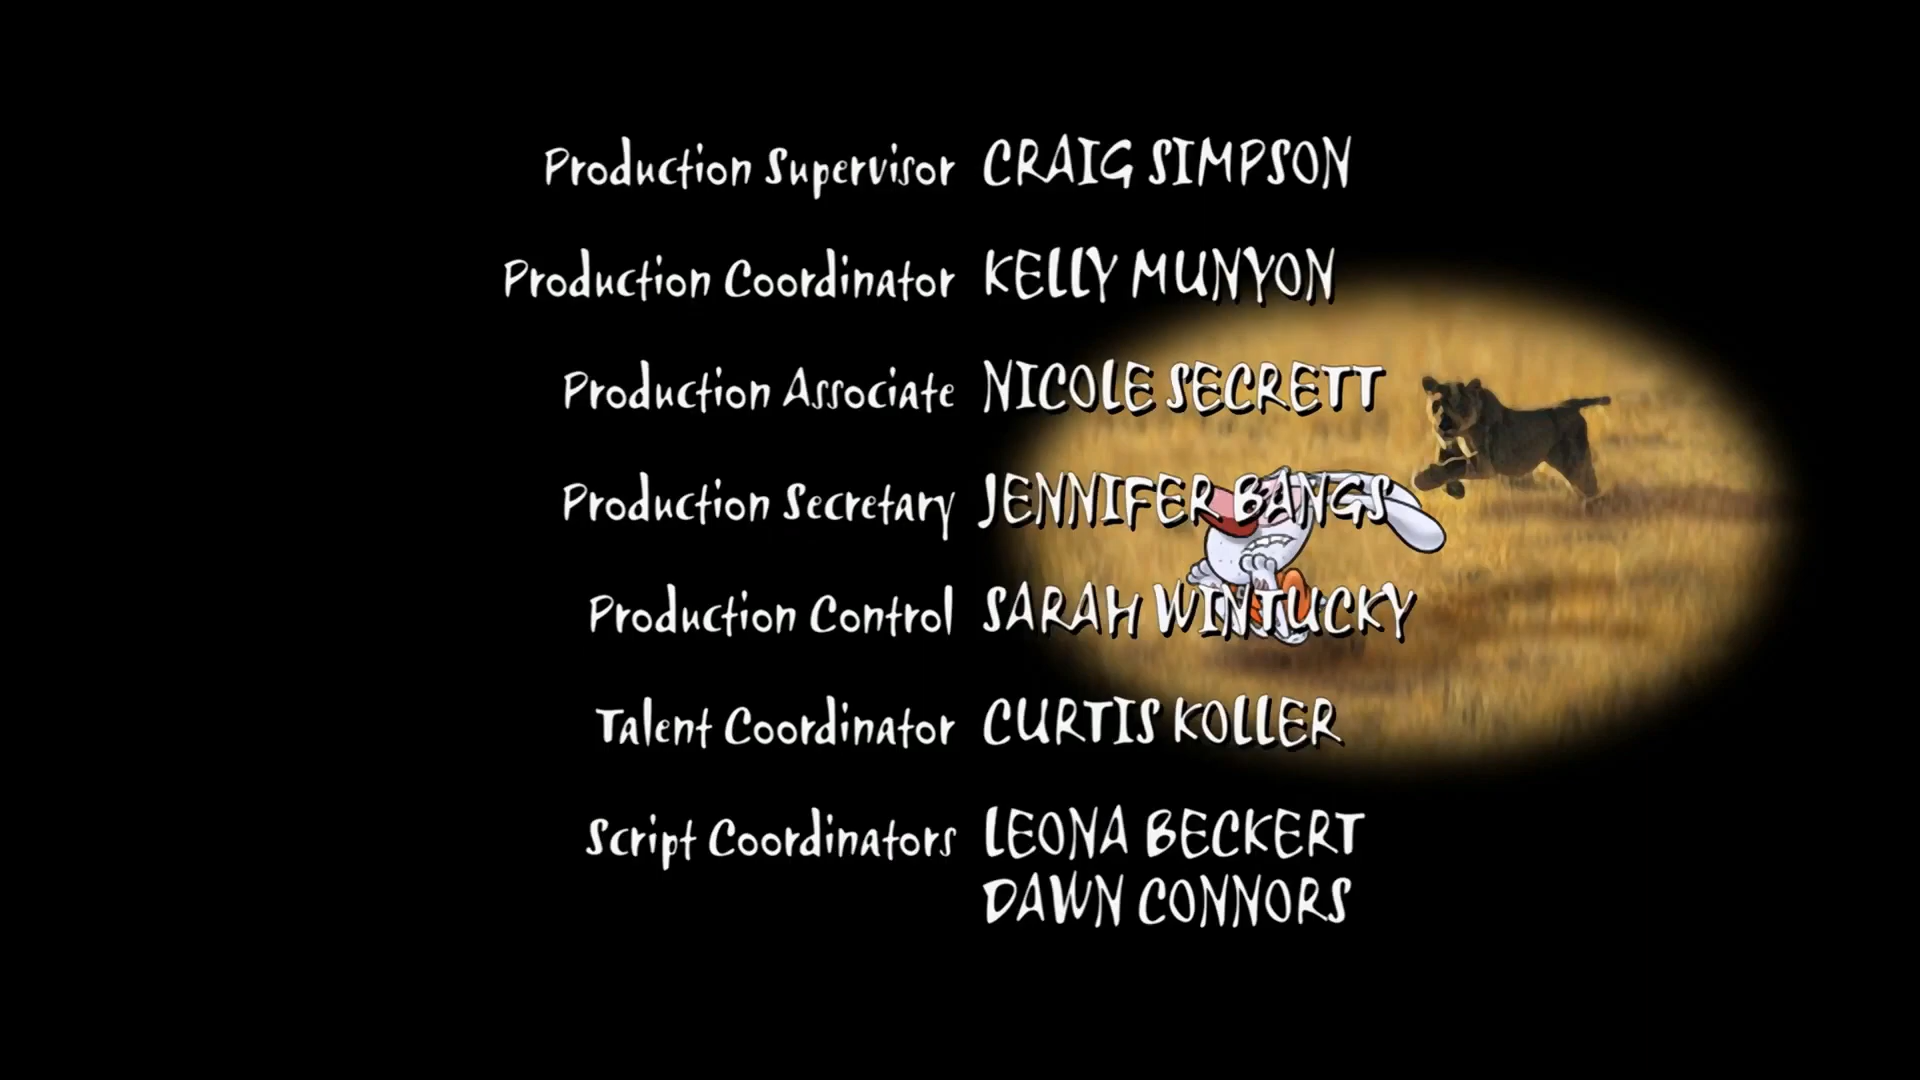 Production Supervisor CRAIG SIMPSON
Production Coordinator KELLY MUNYON
Production Associate NICOLE SECRETT
Production Secretary JENNIFER BANGS
Production Control SARAH WINTUCKY
Talent Coordinator CURTIS KOLLER
Script Coordinators LEONA BECKERT
DAWN CONNORS